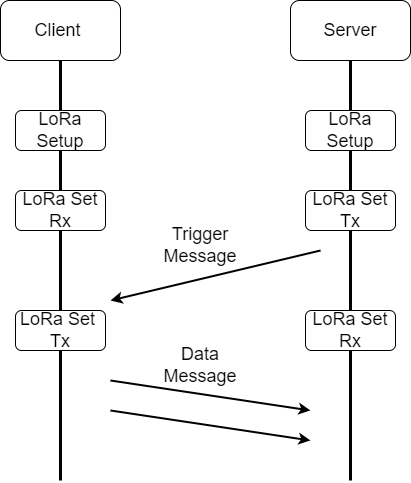 Client
Server
LoRa
Setup
LoRa
Setup
LoRa Set
Rx
LoRa Set
Tx
Trigger
Message
LoRa Set
Tx
LoRa Set
Rx
Data
Message